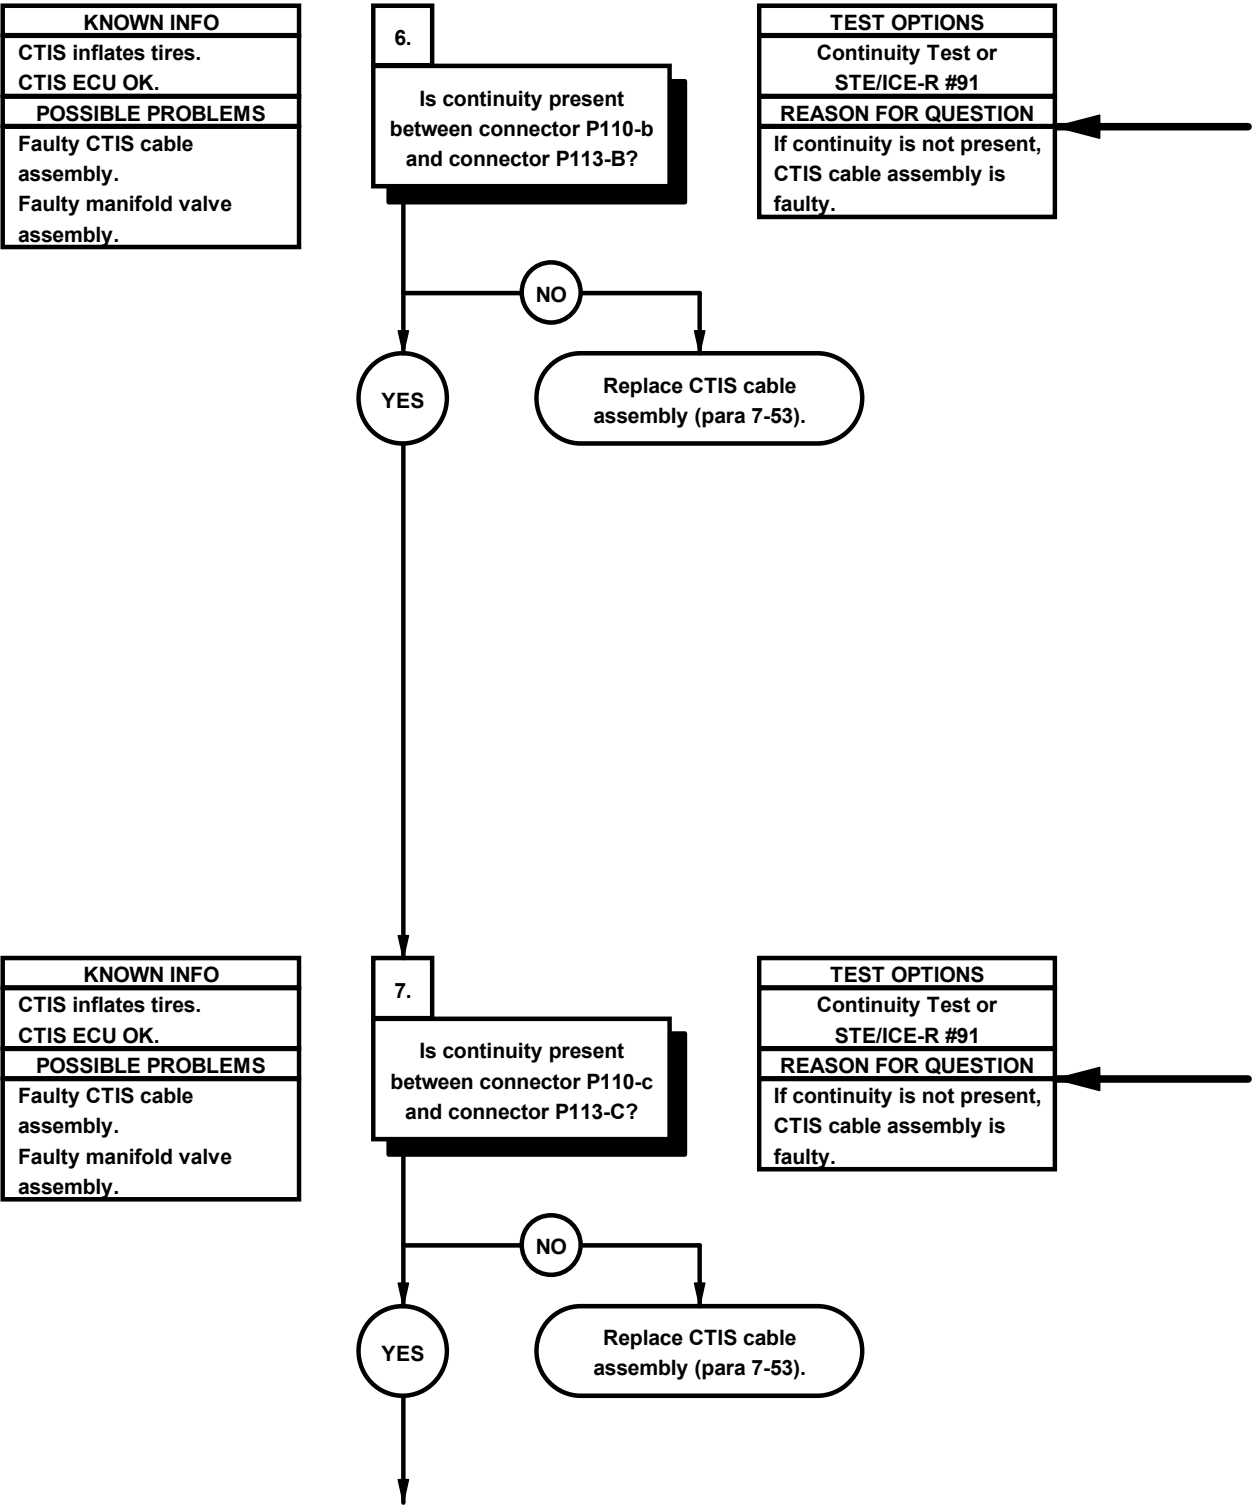 KNOWN INFO
CTIS inflates tires.
CTIS ECU OK.
POSSIBLE PROBLEMS
Faulty CTIS cable
assembly.
Faulty manifold valve
assembly.
6.
Is continuity present
between connector P110-b
and connector P113-B?
TEST OPTIONS
Continuity Test or
STE/ICE-R #91
REASON FOR QUESTION
If continuity is not present,
CTIS cable assembly is
faulty.
NO
YES
Replace CTIS cable
assembly (para 7-53).
KNOWN INFO
CTIS inflates tires.
CTIS ECU OK.
POSSIBLE PROBLEMS
Faulty CTIS cable
assembly.
Faulty manifold valve
assembly.
7.
Is continuity present
between connector P110-c
and connector P113-C?
TEST OPTIONS
Continuity Test or
STE/ICE-R #91
REASON FOR QUESTION
If continuity is not present,
CTIS cable assembly is
faulty.
NO
YES
Replace CTIS cable
assembly (para 7-53).